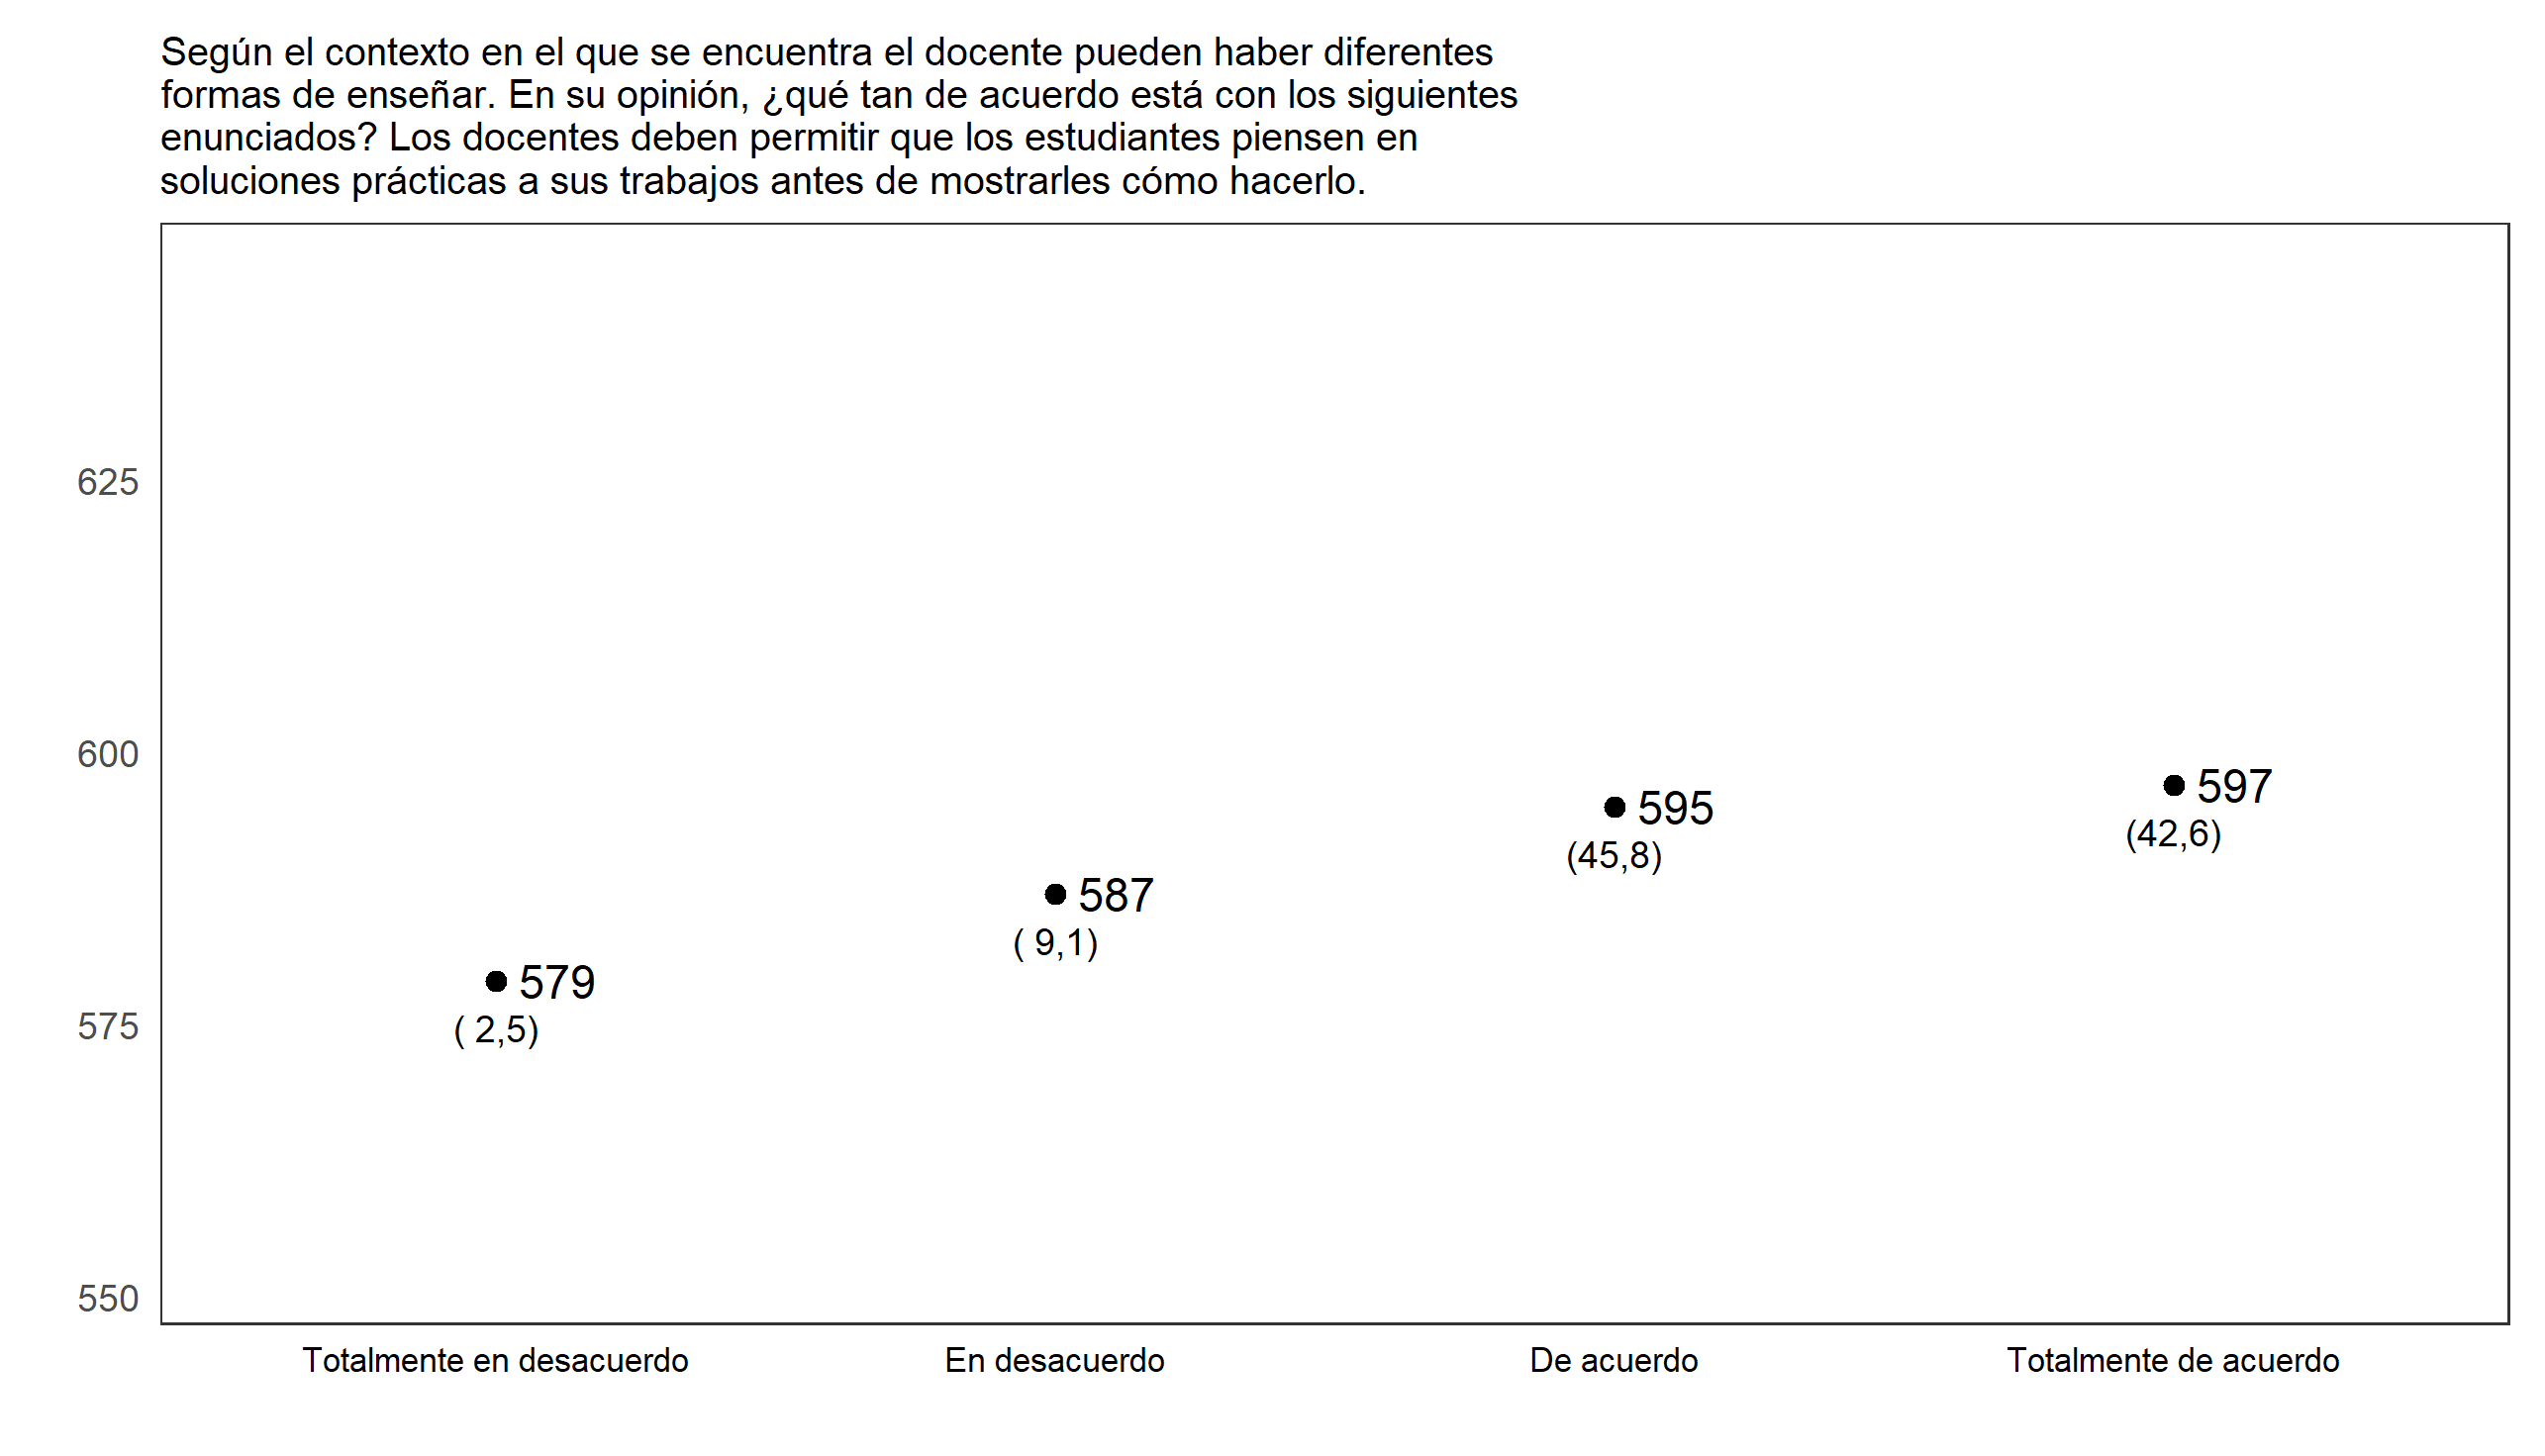 Según el contexto en el que se encuentra el docente pueden haber diferentes
formas de enseñar. En su opinión, ¿qué tan de acuerdo está con los siguientes
enunciados? Los docentes deben permitir que los estudiantes piensen en
soluciones prácticas a sus trabajos antes de mostrarles cómo hacerlo.
625
600
597
(42,6)
595
(45,8)
587
( 9,1)
579
( 2,5)
575
550
Totalmente en desacuerdo
En desacuerdo
De acuerdo
Totalmente de acuerdo